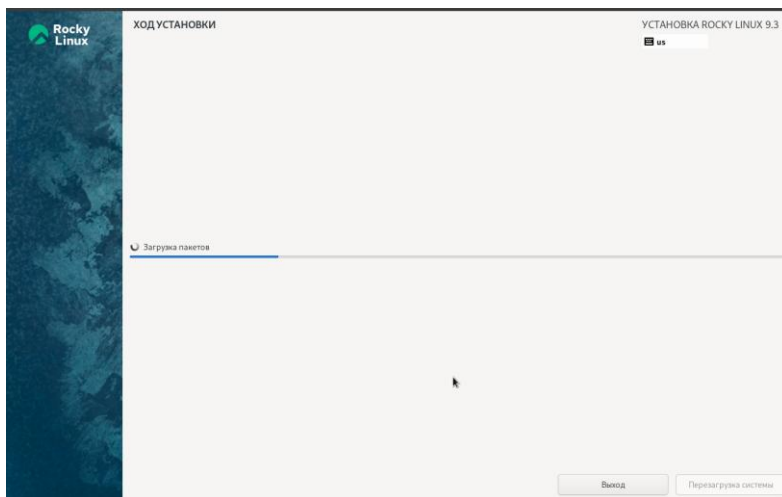 Rocky
Linux
ХОД УСТАНОВКИ
УСТАНОВКА ROCKY LINUX 9.3
us
Загрузка пакетов
Выход
Перезагрузка системы